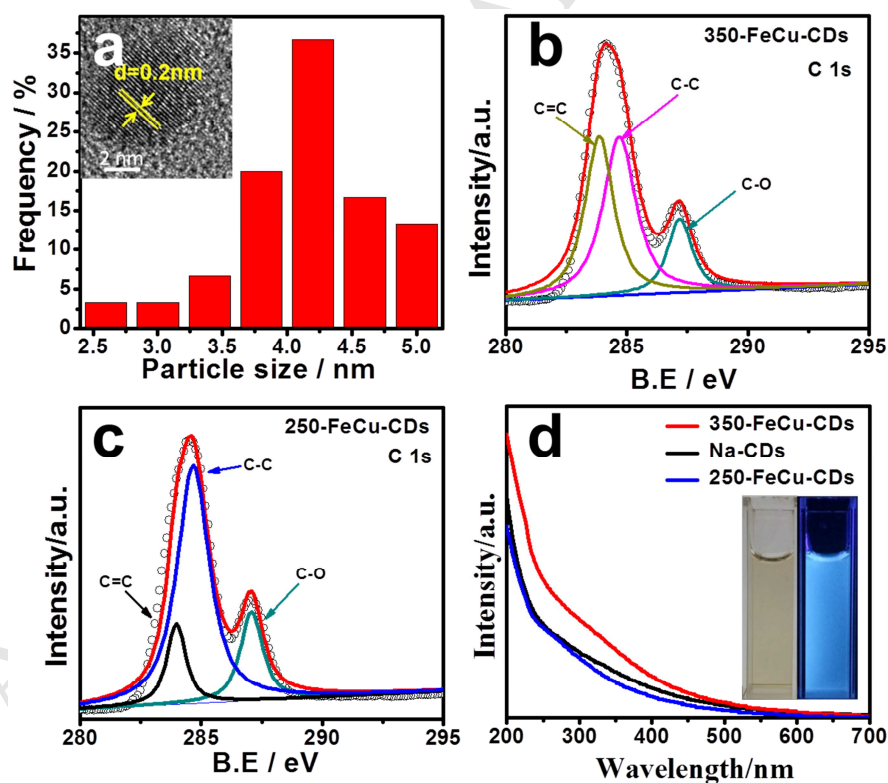 a
d=0.2nm
2 nm
35
30
25
20
15
10
5
0
Frequency / %
2.5 3.0 3.5 4.0 4.5 5.0
Particle size / nm
b
350-FeCu-CDs
C 1s
C-C
C=C
C-O
Intensity/a.u.
280 285 290 295
B.E / eV
c
250-FeCu-CDs
C 1s
C-C
C=C
C-O
Intensity/a.u.
280 285 290 295
B.E / eV
d
350-FeCu-CDs
Na-CDs
250-FeCu-CDs
Intensity/a.u.
200 300 400 500 600 700
Wavelength/nm